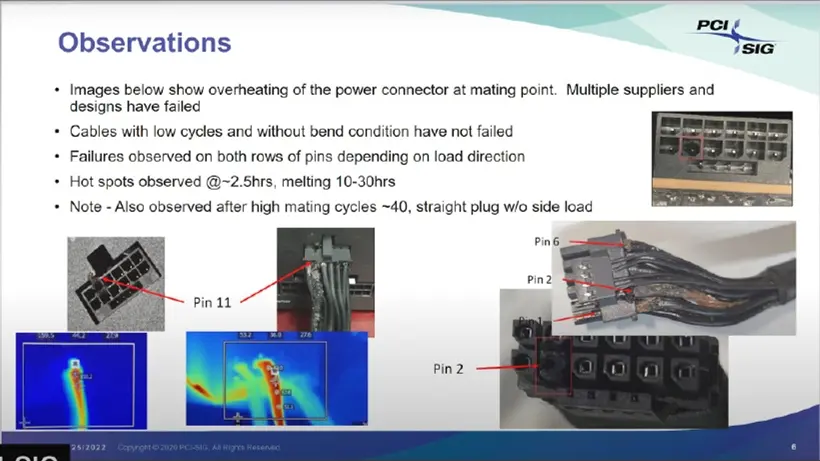 PCI
SIG
Observations
• Images below show overheating of the power connector at mating point. Multiple suppliers and
designs have failed
• Cables with low cycles and without bend condition have not failed
• Failures observed on both rows of pins depending on load direction
• Hot spots observed @~2.5hrs, melting 10-30hrs
• Note - Also observed after high mating cycles ~40, straight plug w/o side load
Pin 6
Pin 2
Pin 1
Pin 11
Pin 2
25/2022 Copyright © 2020 PCI-SIG. All Rights Reserved
6